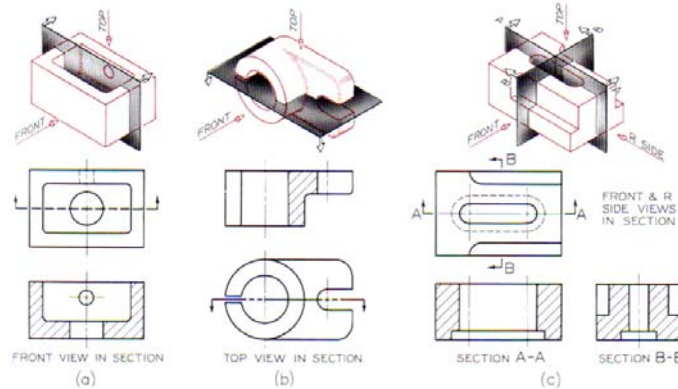 TOP
FRONT
FRONT VIEW IN SECTION
(a)
TOP
FRONT
TOP VIEW IN SECTION
(b)
TOP
A
B
B
A
FRONT
R SIDE
B
A
A
B
FRONT & R
SIDE VIEWS
IN SECTION
SECTION A-A
SECTION B-B
(c)